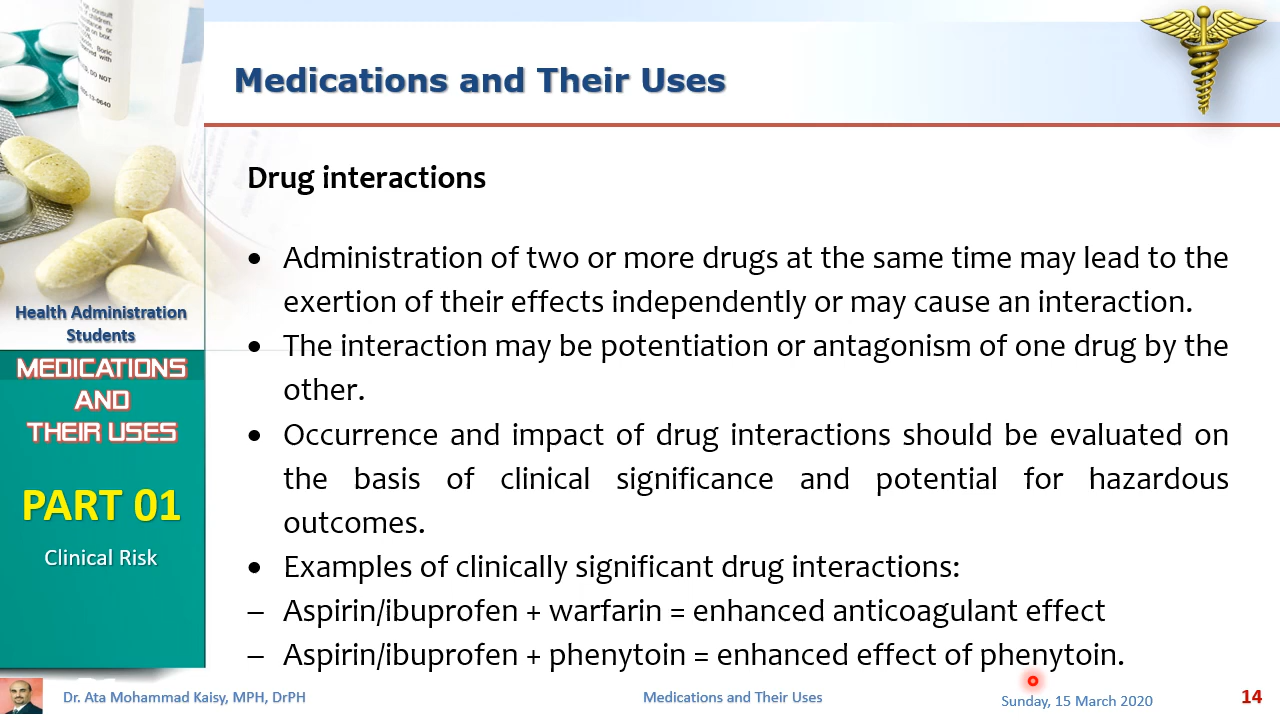 Medications and Their Uses
Drug interactions
• Administration of two or more drugs at the same time may lead to the
exertion of their effects independently or may cause an interaction.
• The interaction may be potentiation or antagonism of one drug by the
other.
• Occurrence and impact of drug interactions should be evaluated on
the basis of clinical significance and potential for hazardous
outcomes.
• Examples of clinically significant drug interactions:
– Aspirin/ibuprofen + warfarin = enhanced anticoagulant effect
– Aspirin/ibuprofen + phenytoin = enhanced effect of phenytoin.
Health Administration
Students
MEDICATIONS
AND
THEIR USES
PART 01
Clinical Risk
Dr. Ata Mohammad Kaisy, MPH, DrPH
Medications and Their Uses
Sunday, 15 March 2020
14